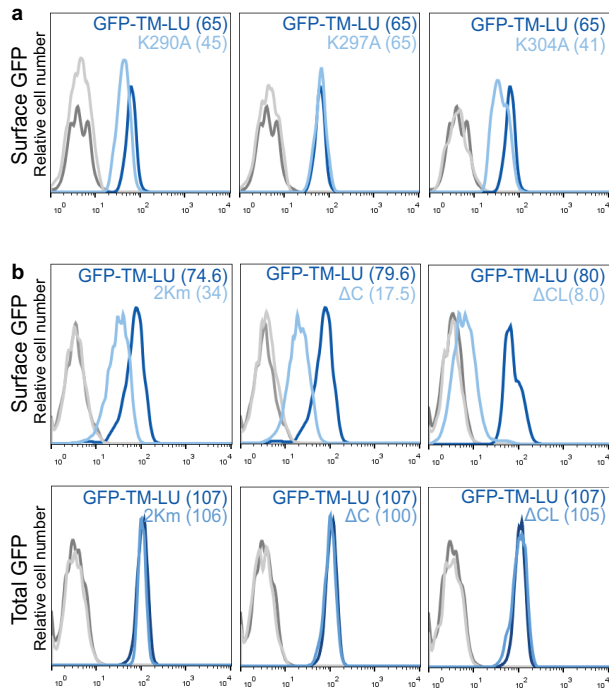 a
GFP-TM-LU (65)
K290A (45)
GFP-TM-LU (65)
K297A (65)
GFP-TM-LU (65)
K304A (41)
Surface GFP
Relative cell number
10⁰ 10¹ 10² 10³ 10⁴
10⁰ 10¹ 10² 10³ 10⁴
10⁰ 10¹ 10² 10³ 10⁴
b
GFP-TM-LU (74.6)
2Km (34)
GFP-TM-LU (79.6)
ΔC (17.5)
GFP-TM-LU (80)
ΔCL(8.0)
Surface GFP
Relative cell number
10⁰ 10¹ 10² 10³ 10⁴
10⁰ 10¹ 10² 10³ 10⁴
10⁰ 10¹ 10² 10³ 10⁴
GFP-TM-LU (107)
2Km (106)
GFP-TM-LU (107)
ΔC (100)
GFP-TM-LU (107)
ΔCL (105)
Total GFP
Relative cell number
10⁰ 10¹ 10² 10³ 10⁴
10⁰ 10¹ 10² 10³ 10⁴
10⁰ 10¹ 10² 10³ 10⁴